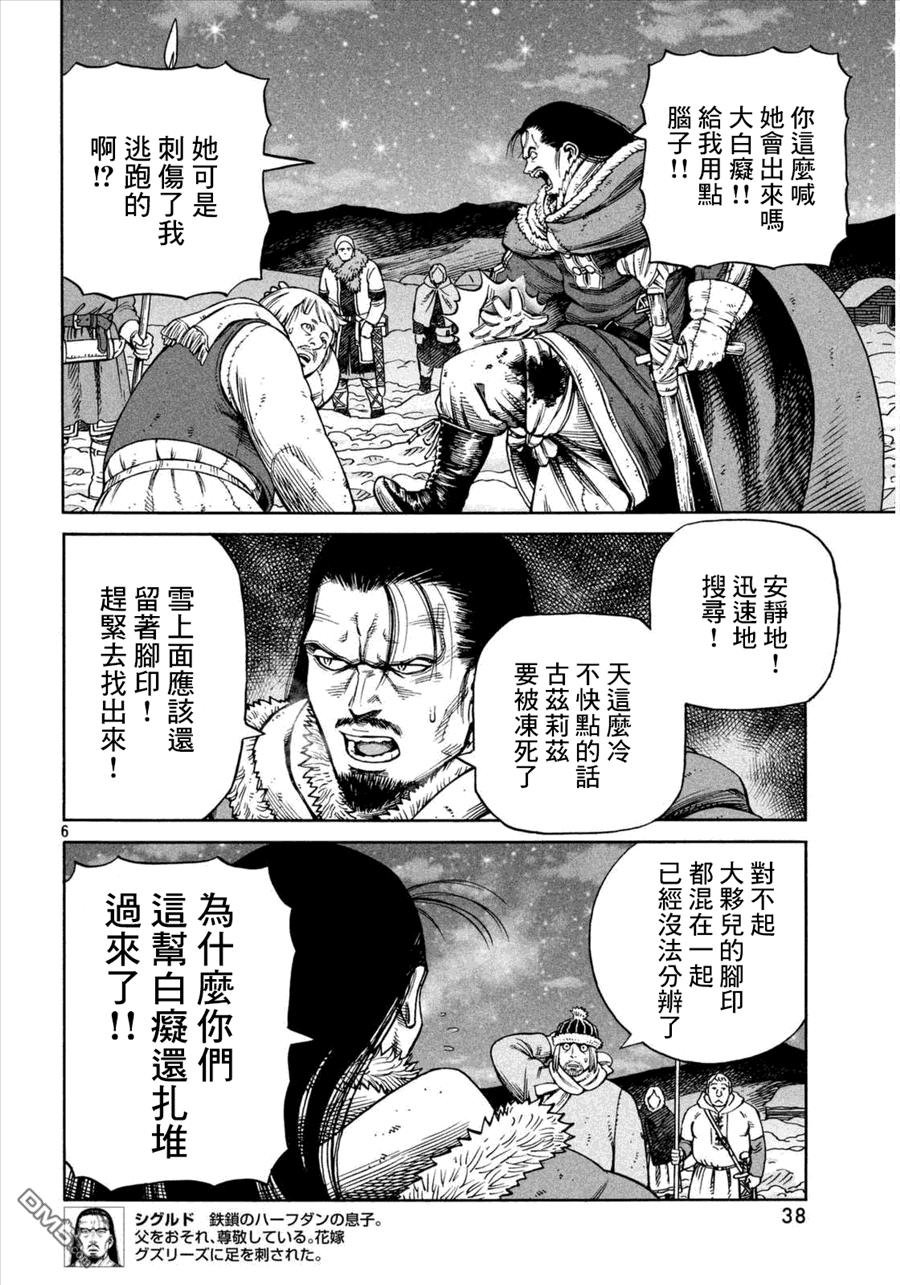 你這麼喊
她會出來嗎
大白癡!!
給我用點
腦子!!
她可是
刺傷了我
逃跑的
啊!?
安靜地！
迅速地
搜尋！
天這麼冷
不快點的話
古茲莉茲
要被凍死了
雪上面應該還
留著腳印！
趕緊去找出來！
6
對不起
大夥兒的腳印
都混在一起
已經沒法分辨了
為什麼你們
這幫白癡還扎堆
過來了!!
38
シグルド　鉄鎖のハーフダンの息子。
父をおそれ、尊敬している。花嫁
グズリーズに足を刺された。